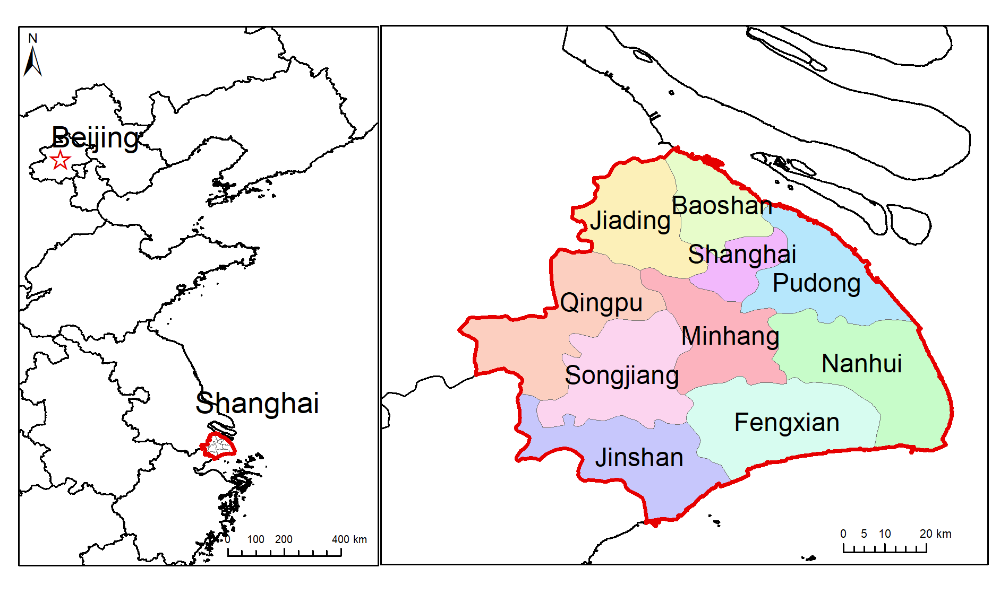 N
Beijing
Shanghai
0 100 200 400 km
Baoshan
Jiading
Shanghai
Pudong
Qingpu
Minhang
Nanhui
Songjiang
Fengxian
Jinshan
0 5 10 20 km